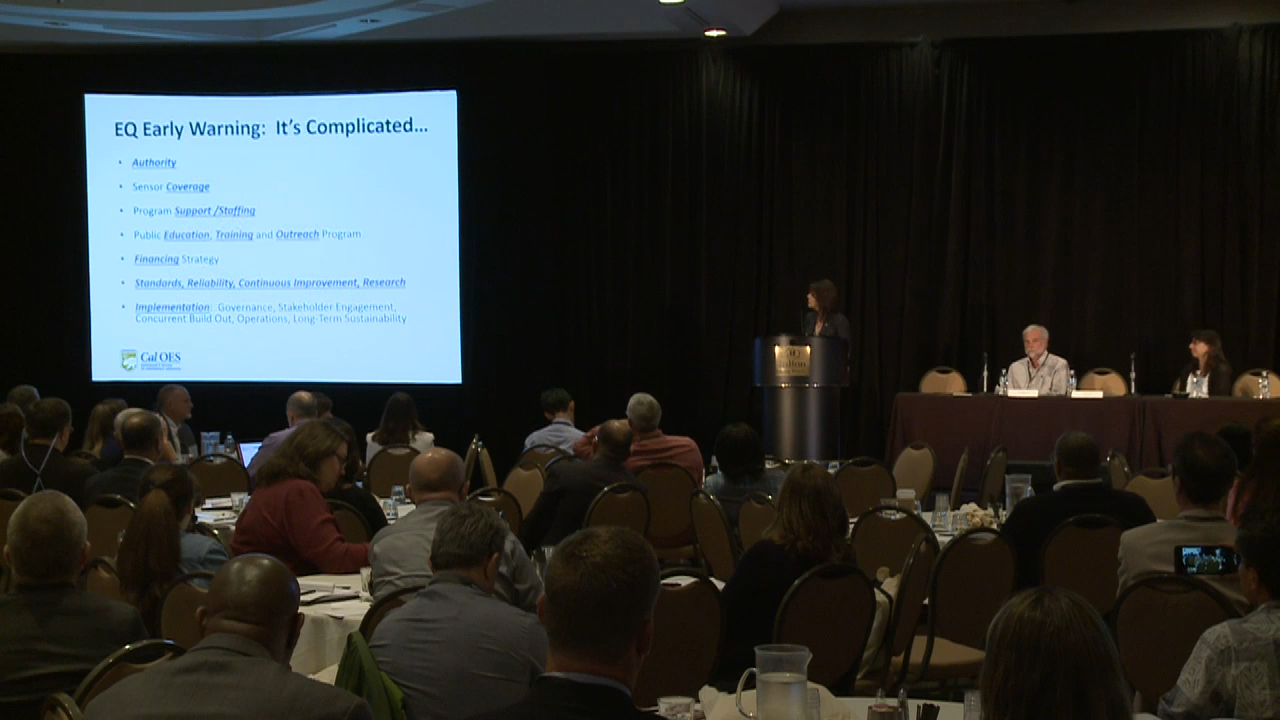 EQ Early Warning: It's Complicated...
• Authority
• Sensor Coverage
• Program Support /Staffing
• Public Education, Training and Outreach Program
• Financing Strategy
• Standards, Reliability, Continuous Improvement, Research
• Implementation: Governance, Stakeholder Engagement,
Concurrent Build Out, Operations, Long-Term Sustainability
Cal OES
Hilton